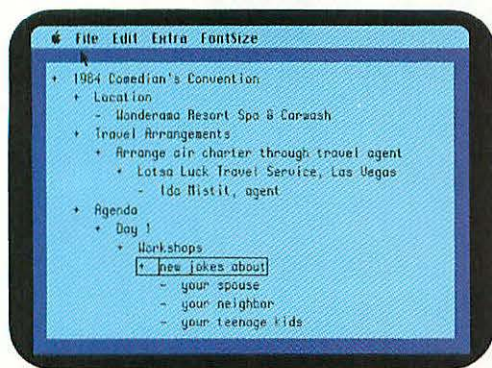 File Edit Extra FontSize
+ 1984 Comedian's Convention
+ Location
- Wonderama Resort Spa & Carwash
+ Travel Arrangements
+ Arrange air charter through travel agent
+ Lotsa Luck Travel Service, Las Vegas
- Ida Mistit, agent
+ Agenda
+ Day 1
+ Workshops
+ new jokes about
- your spouse
- your neighbor
- your teenage kids